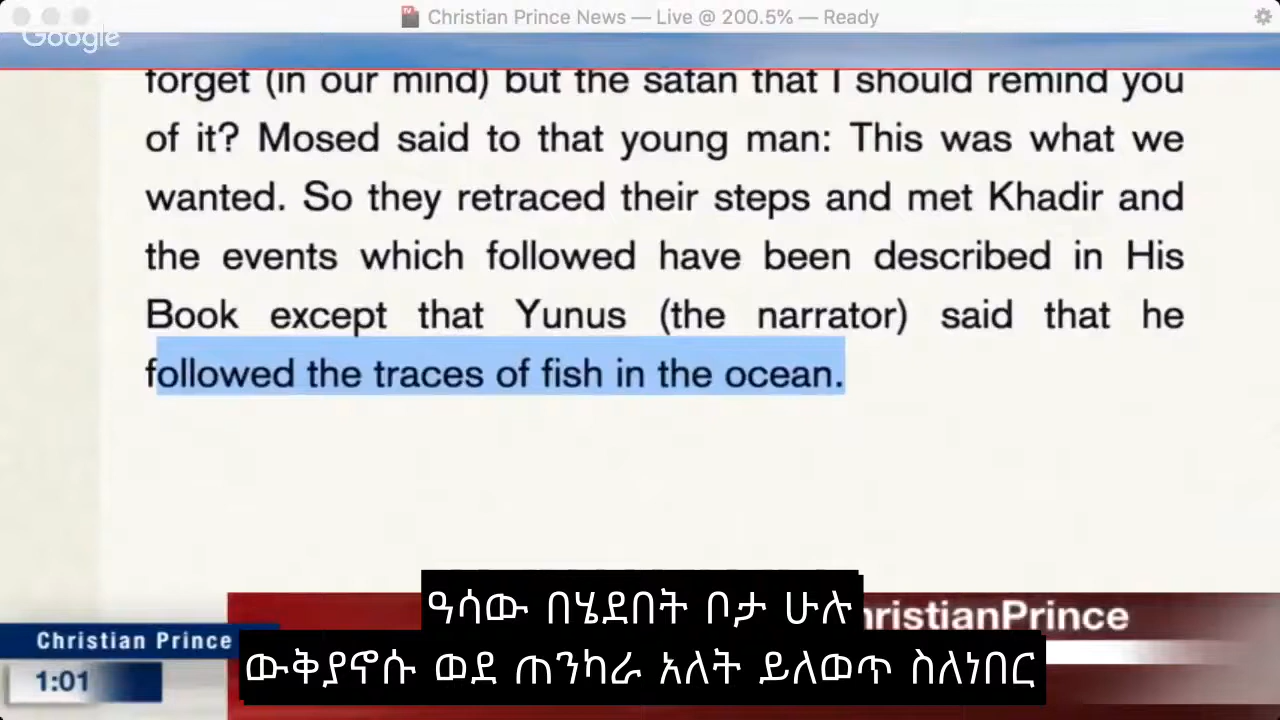 Christian Prince News — Live @ 200.5% — Ready
Google
forget (in our mind) but the satan that I should remind you
of it? Mosed said to that young man: This was what we
wanted. So they retraced their steps and met Khadir and
the events which followed have been described in His
Book except that Yunus (the narrator) said that he
followed the traces of fish in the ocean.
ዓሳው በሄደበት ቦታ ሁሉ
ውቅያኖሱ ወደ ጠንካራ አለት ይለወጥ ስለነበር
hristianPrince
Christian Prince
1:01